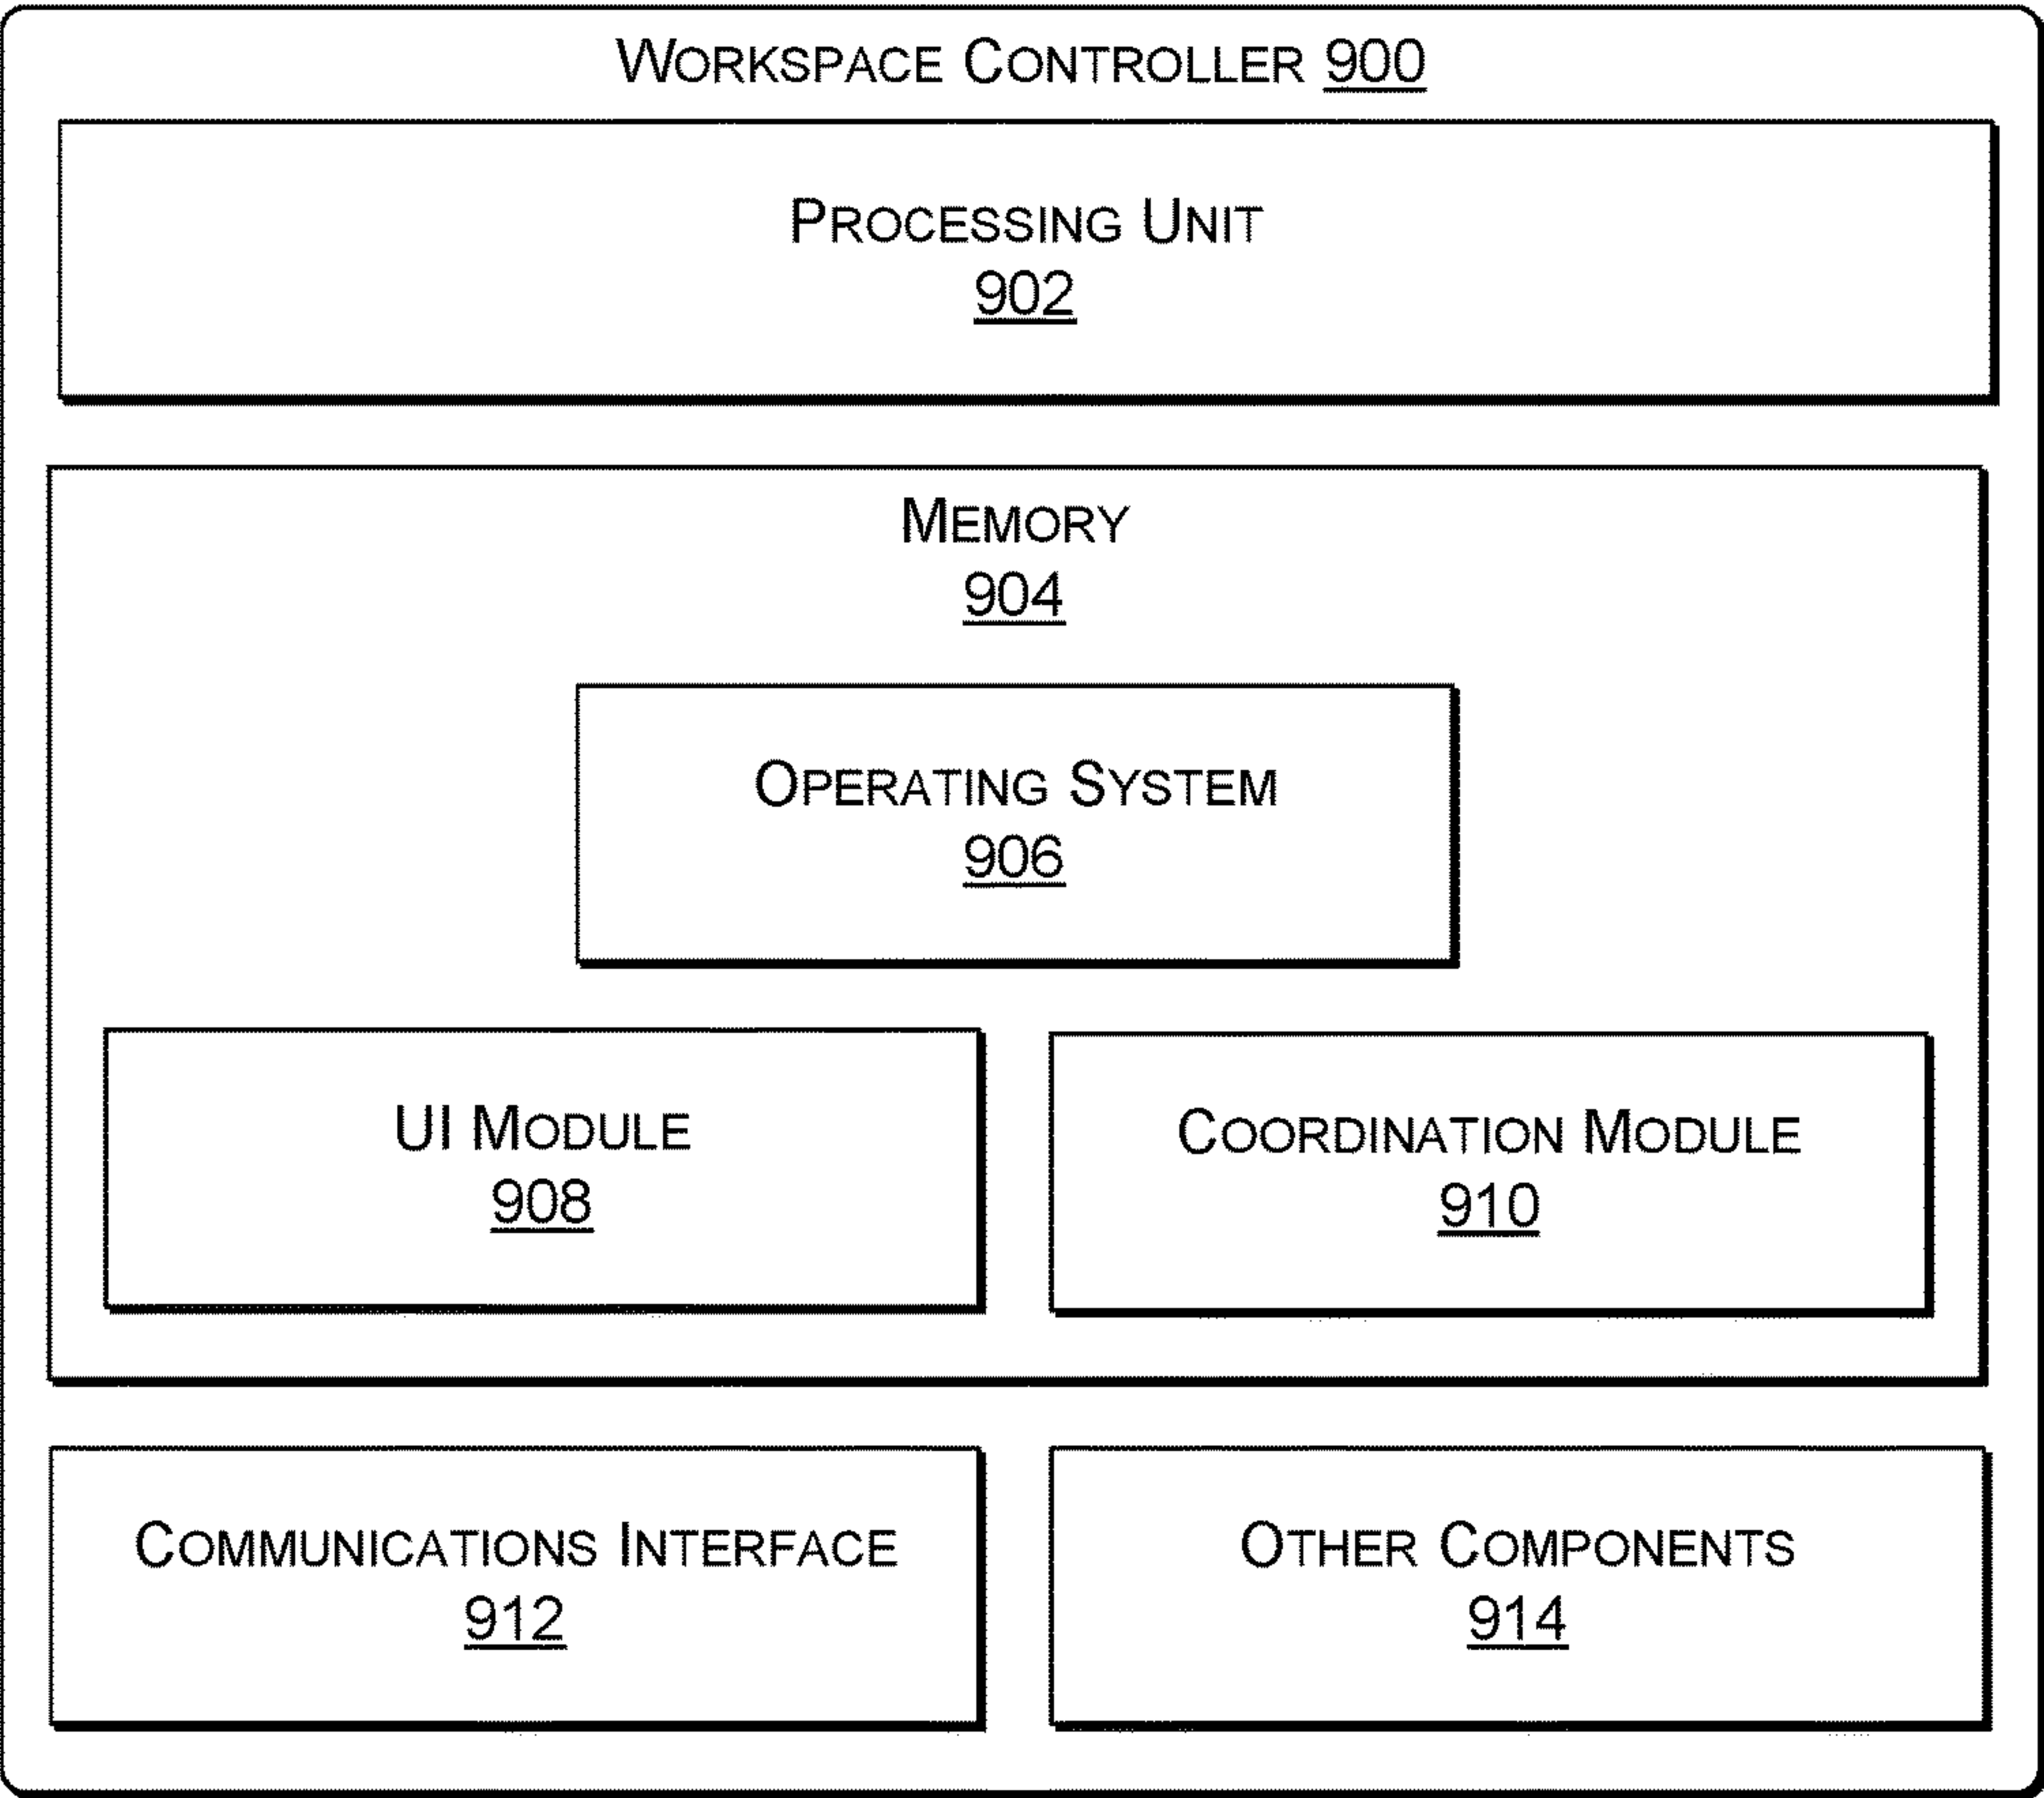 WORKSPACE CONTROLLER 900
PROCESSING UNIT
902
MEMORY
904
OPERATING SYSTEM
906
UI MODULE
908
COORDINATION MODULE
910
COMMUNICATIONS INTERFACE
912
OTHER COMPONENTS
914